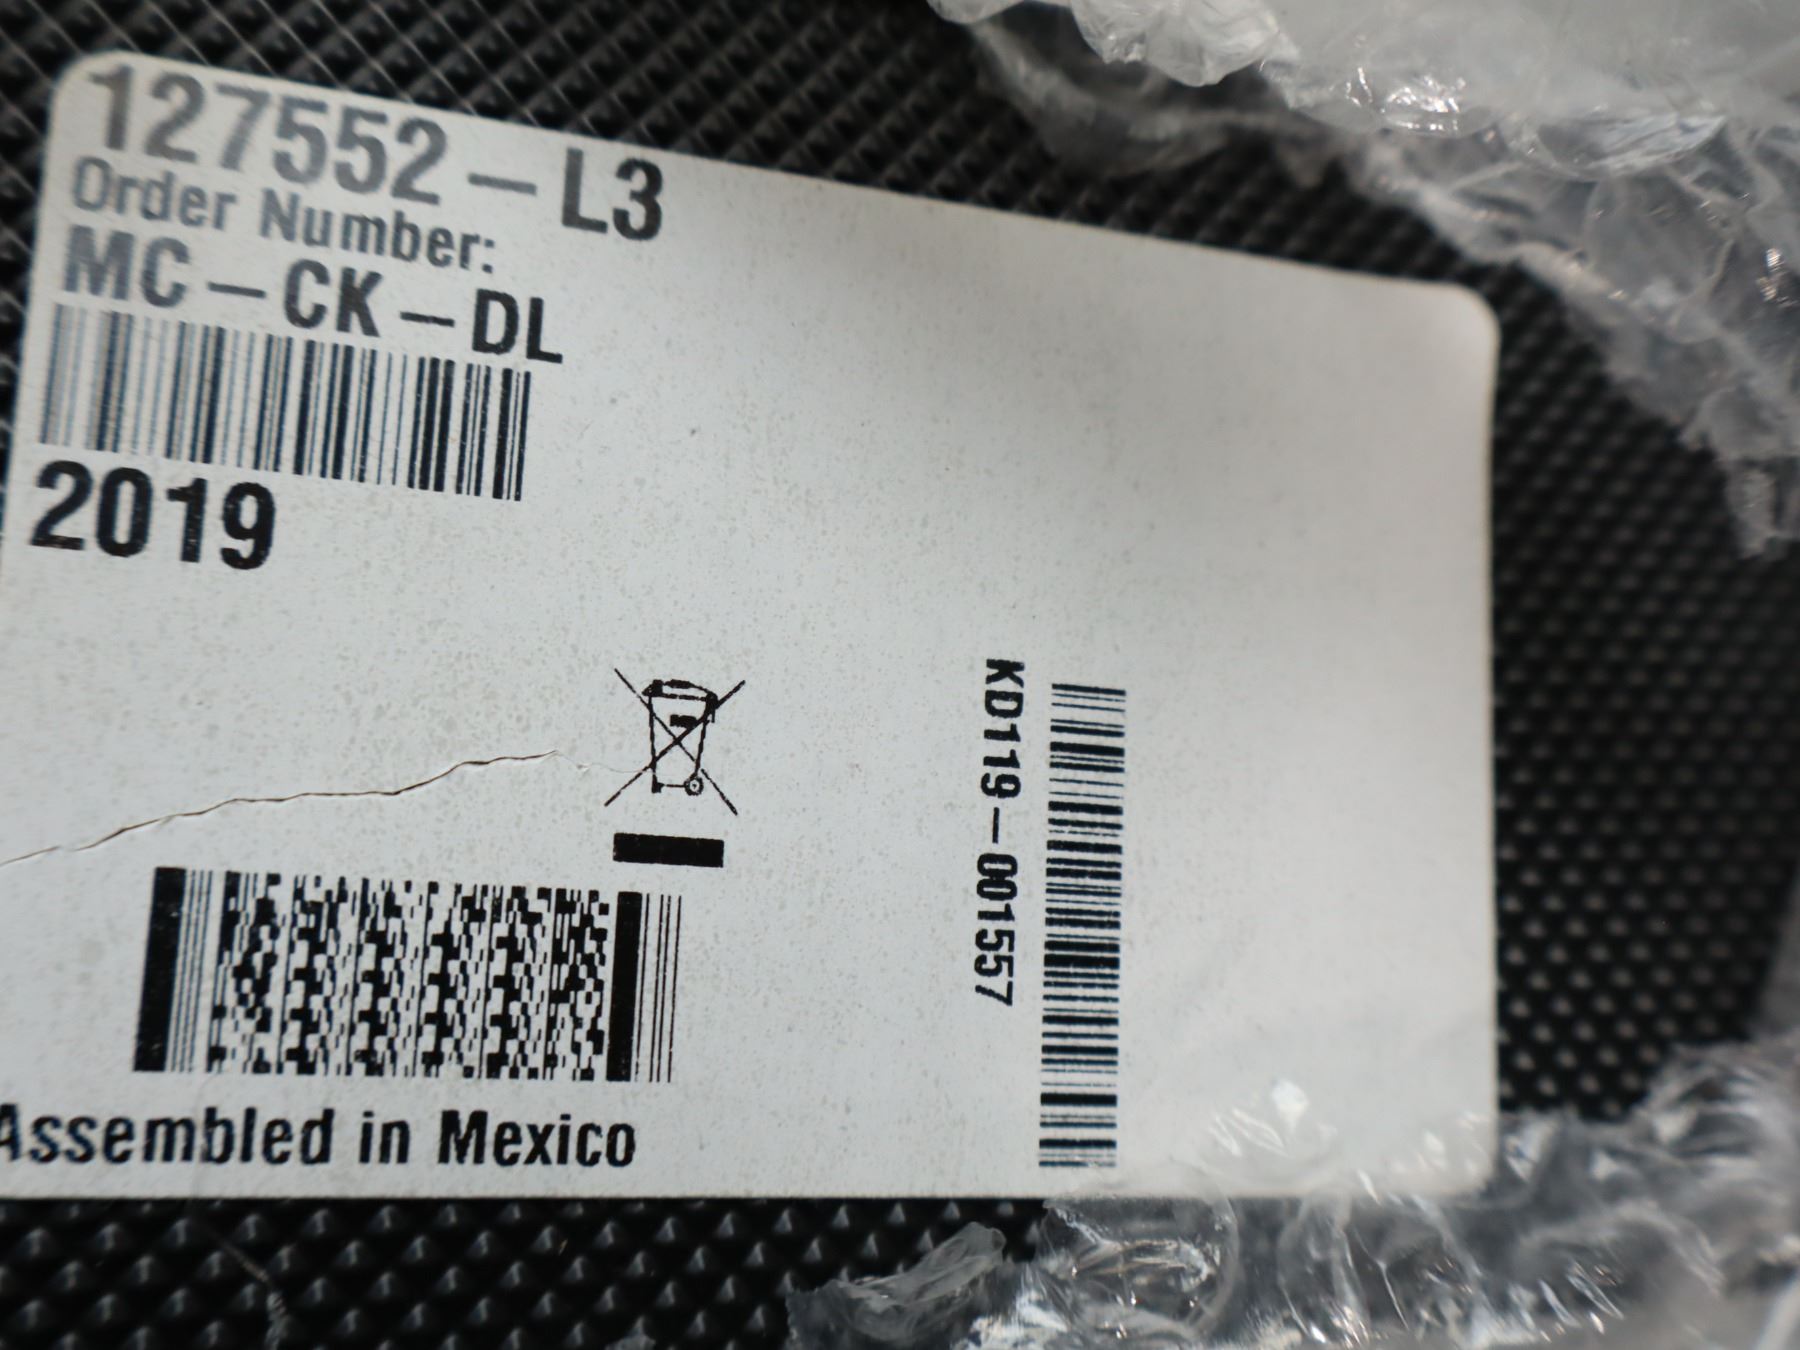 127552-L3
Order Number:
MC-CK-DL
2019
KD119-001557
Assembled in Mexico